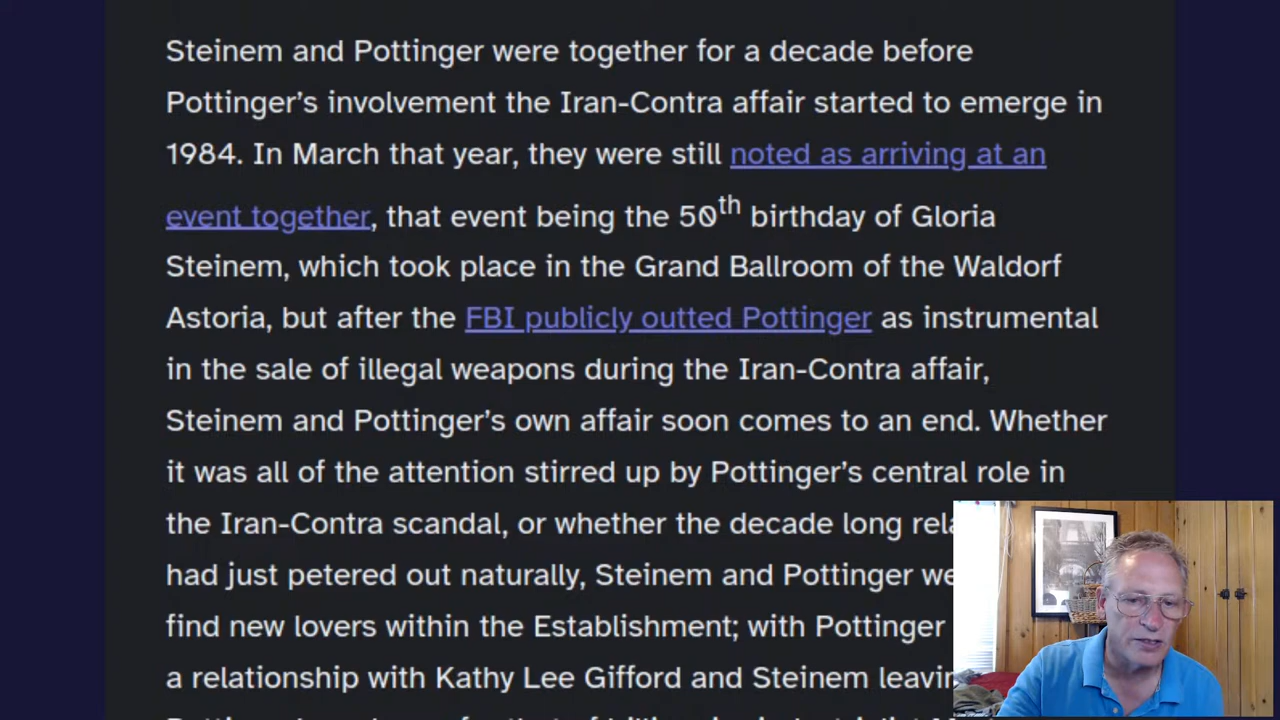 Steinem and Pottinger were together for a decade before
Pottinger’s involvement the Iran-Contra affair started to emerge in
1984. In March that year, they were still noted as arriving at an
event together, that event being the 50th birthday of Gloria
Steinem, which took place in the Grand Ballroom of the Waldorf
Astoria, but after the FBI publicly outted Pottinger as instrumental
in the sale of illegal weapons during the Iran-Contra affair,
Steinem and Pottinger’s own affair soon comes to an end. Whether
it was all of the attention stirred up by Pottinger’s central role in
the Iran-Contra scandal, or whether the decade long
had just petered out naturally, Steinem and Pottinger
find new lovers within the Establishment; with Pottinger
a relationship with Kathy Lee Gifford and Steinem